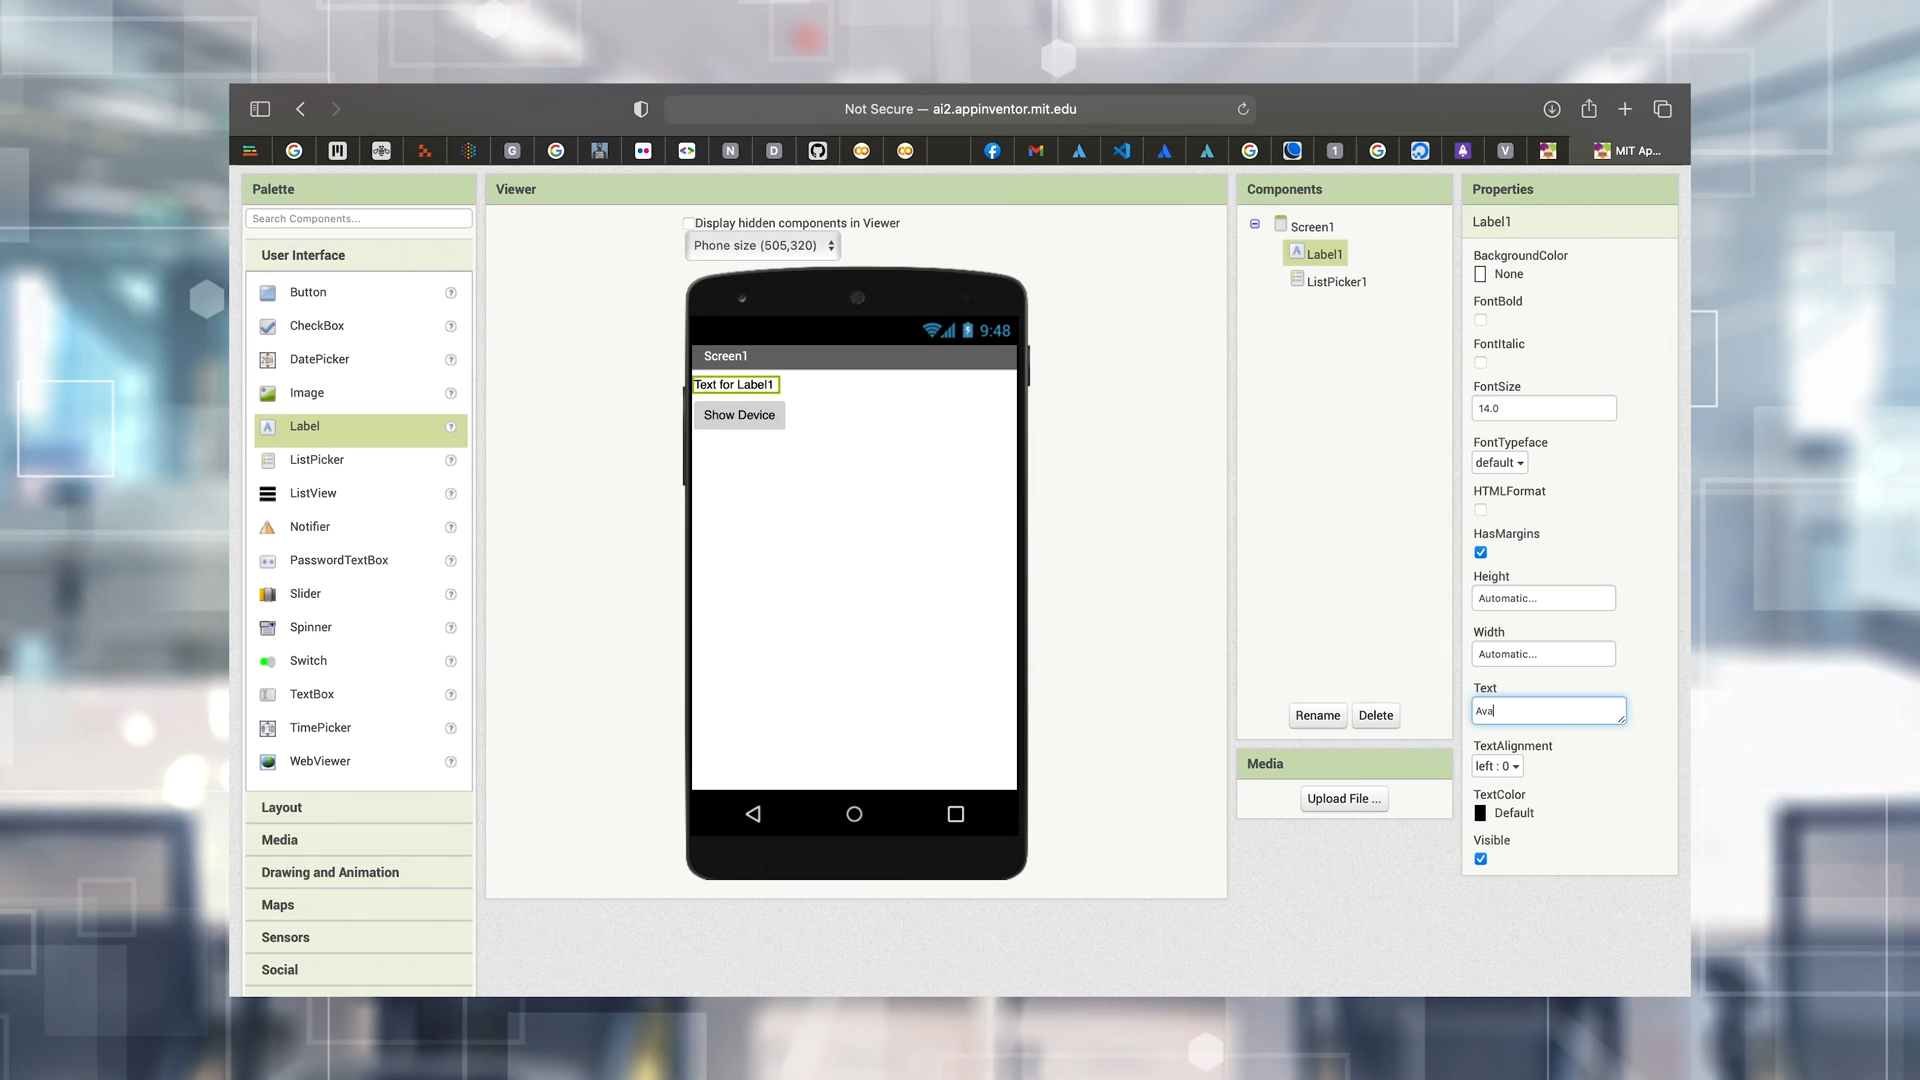 Not Secure — ai2.appinventor.mit.edu
G
N
D
1
V
MIT Ap...
Palette
Search Components...
User Interface
Button
CheckBox
DatePicker
Image
Label
ListPicker
ListView
Notifier
PasswordTextBox
Slider
Spinner
Switch
TextBox
TimePicker
WebViewer
Layout
Media
Drawing and Animation
Maps
Sensors
Social
Viewer
Display hidden components in Viewer
Phone size (505,320)
9:48
Screen1
Text for Label1
Show Device
Components
Screen1
Label1
ListPicker1
Rename
Delete
Media
Upload File ...
Properties
Label1
BackgroundColor
None
FontBold
FontItalic
FontSize
14.0
FontTypeface
default
HTMLFormat
HasMargins
Height
Automatic...
Width
Automatic...
Text
Ava
TextAlignment
left : 0
TextColor
Default
Visible